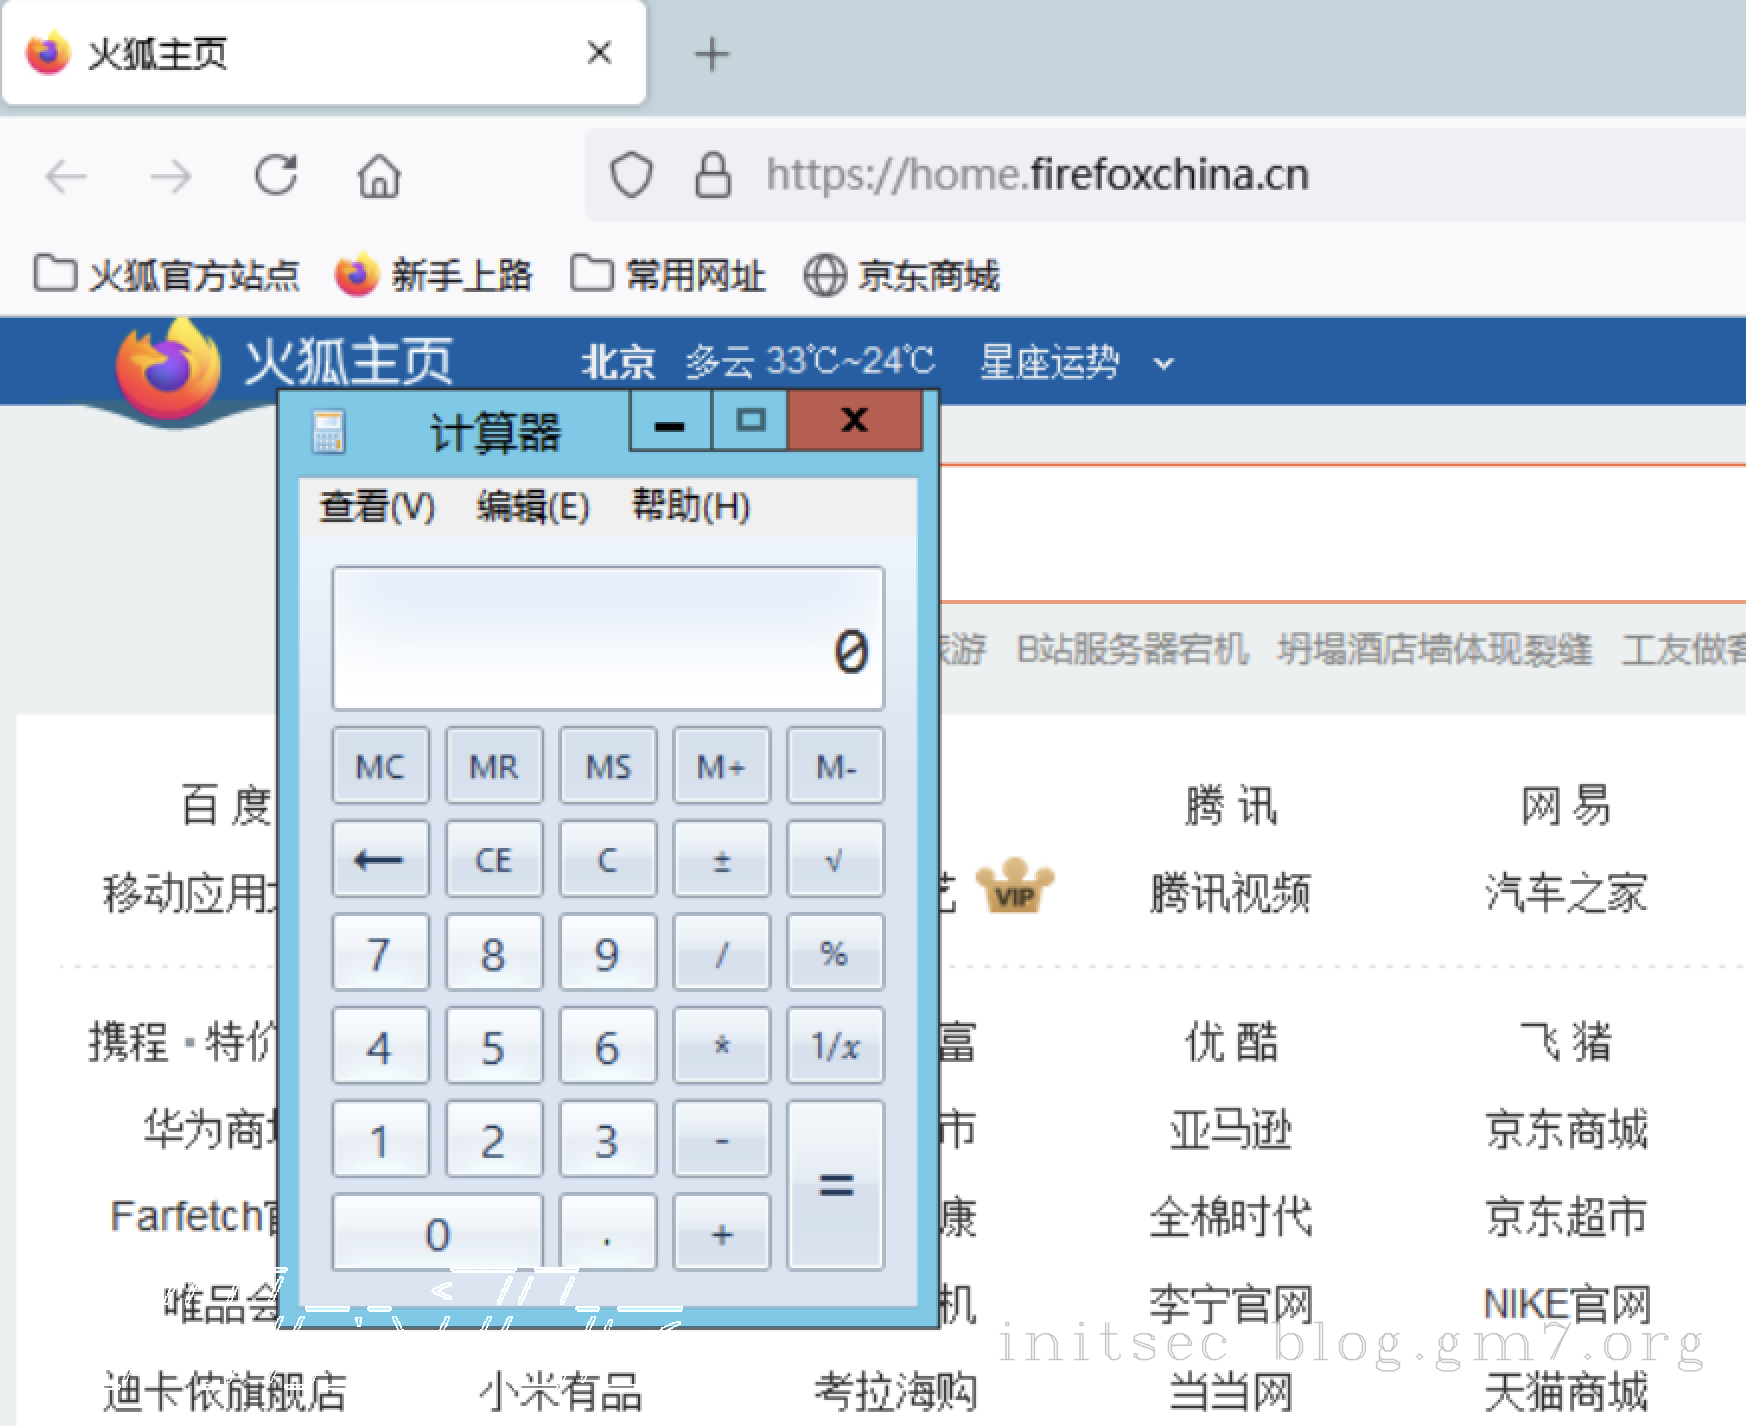 火狐主页
https://home.firefoxchina.cn
火狐官方站点 新手上路 常用网址 京东商城
火狐主页 北京 多云 33℃~24℃ 星座运势
计算器
查看(V) 编辑(E) 帮助(H)
0
游 B站服务器宕机 坍塌酒店墙体现裂缝 工友做客
MC MR MS M+ M-
百度 腾讯 网易
← CE C ± √
移动应用 VIP 腾讯视频 汽车之家
7 8 9 / %
携程·特价 富 优酷 飞猪
4 5 6 * 1/x
华为商 市 亚马逊 京东商城
1 2 3 - =
Farfetch 康 全棉时代 京东超市
0 . +
唯品会 机 李宁官网 NIKE官网
initsec blog.gm7.org
迪卡侬旗舰店 小米有品 考拉海购 当当网 天猫商城